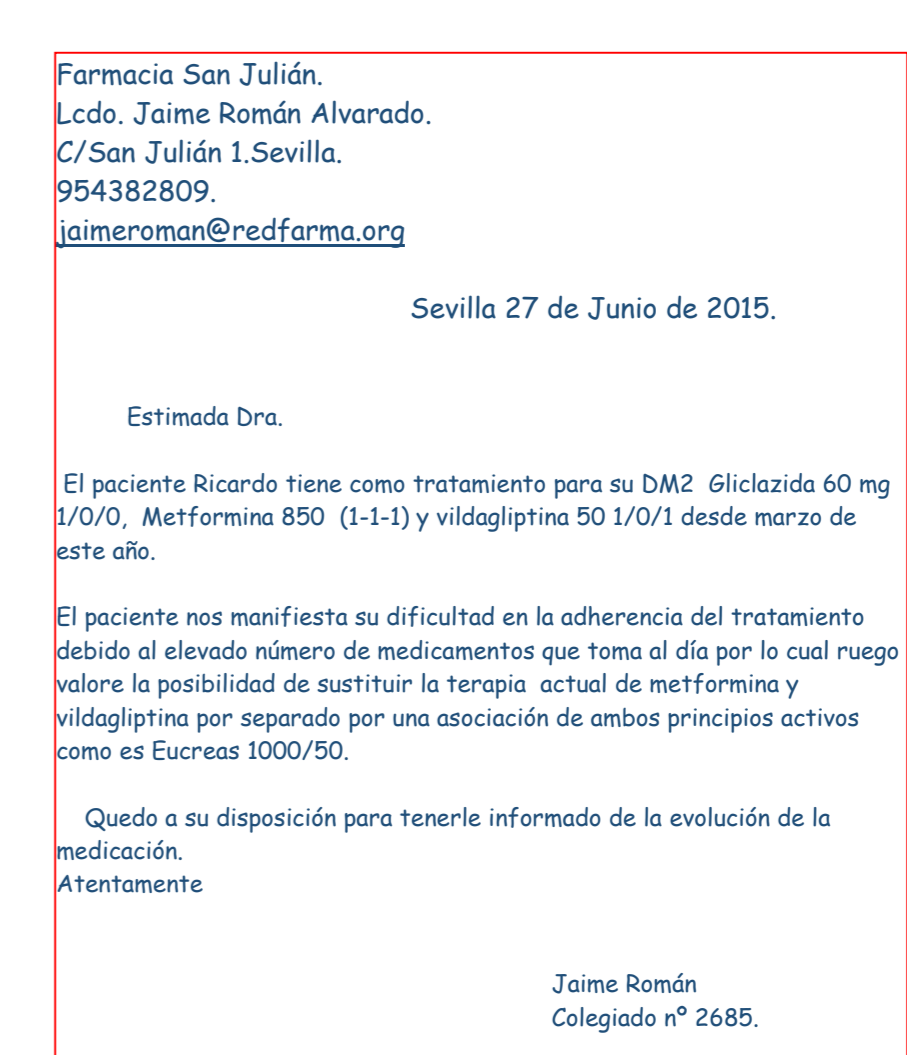 Farmacia San Julián.
Lcdo. Jaime Román Alvarado.
C/San Julián 1.Sevilla.
954382809.
jaimeroman@redfarma.org
Sevilla 27 de Junio de 2015.
Estimada Dra.
El paciente Ricardo tiene como tratamiento para su DM2 Gliclazida 60 mg
1/0/0, Metformina 850 (1-1-1) y vildagliptina 50 1/0/1 desde marzo de
este año.
El paciente nos manifiesta su dificultad en la adherencia del tratamiento
debido al elevado número de medicamentos que toma al día por lo cual ruego
valore la posibilidad de sustituir la terapia actual de metformina y
vildagliptina por separado por una asociación de ambos principios activos
como es Eucreas 1000/50.
Quedo a su disposición para tenerle informado de la evolución de la
medicación.
Atentamente
Jaime Román
Colegiado nº 2685.